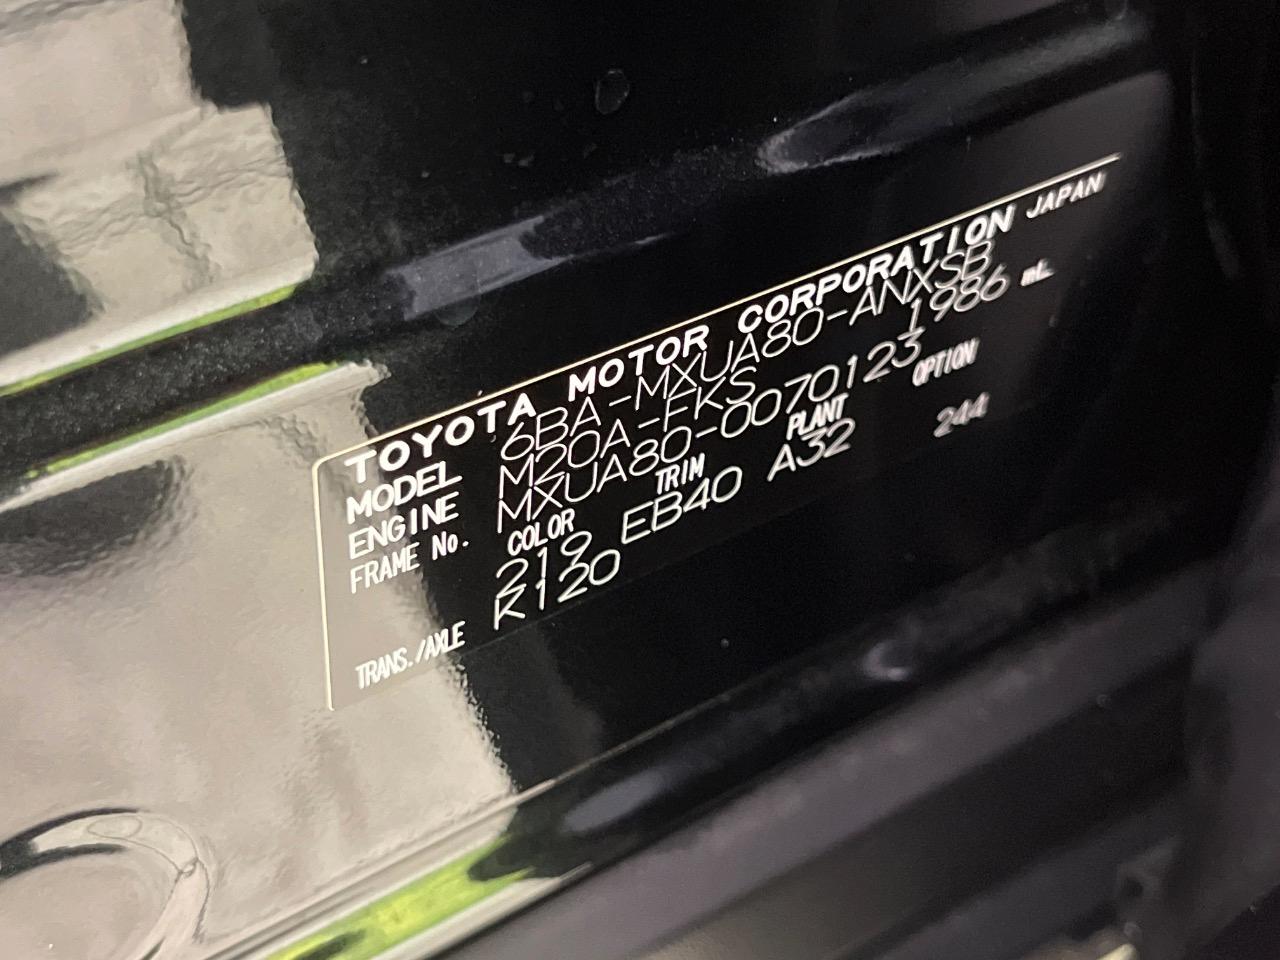 TOYOTA MOTOR CORPORATION JAPAN
MODEL 6BA-MXUA80-ANXSB
ENGINE M20A-FKS 1986 mL
FRAME No. MXUA80-0070123
COLOR TRIM PLANT OPTION
219 EB40 A32 244
TRANS./AXLE K120